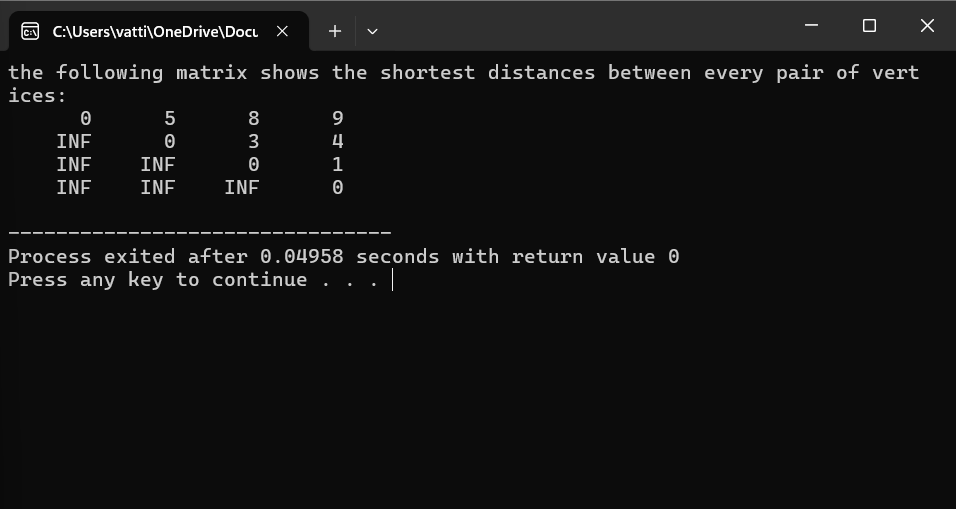 C:\Users\vatti\OneDrive\Docu
the following matrix shows the shortest distances between every pair of vert
ices:
      0      5      8      9
    INF      0      3      4
    INF    INF      0      1
    INF    INF    INF      0
--------------------------------
Process exited after 0.04958 seconds with return value 0
Press any key to continue . . .